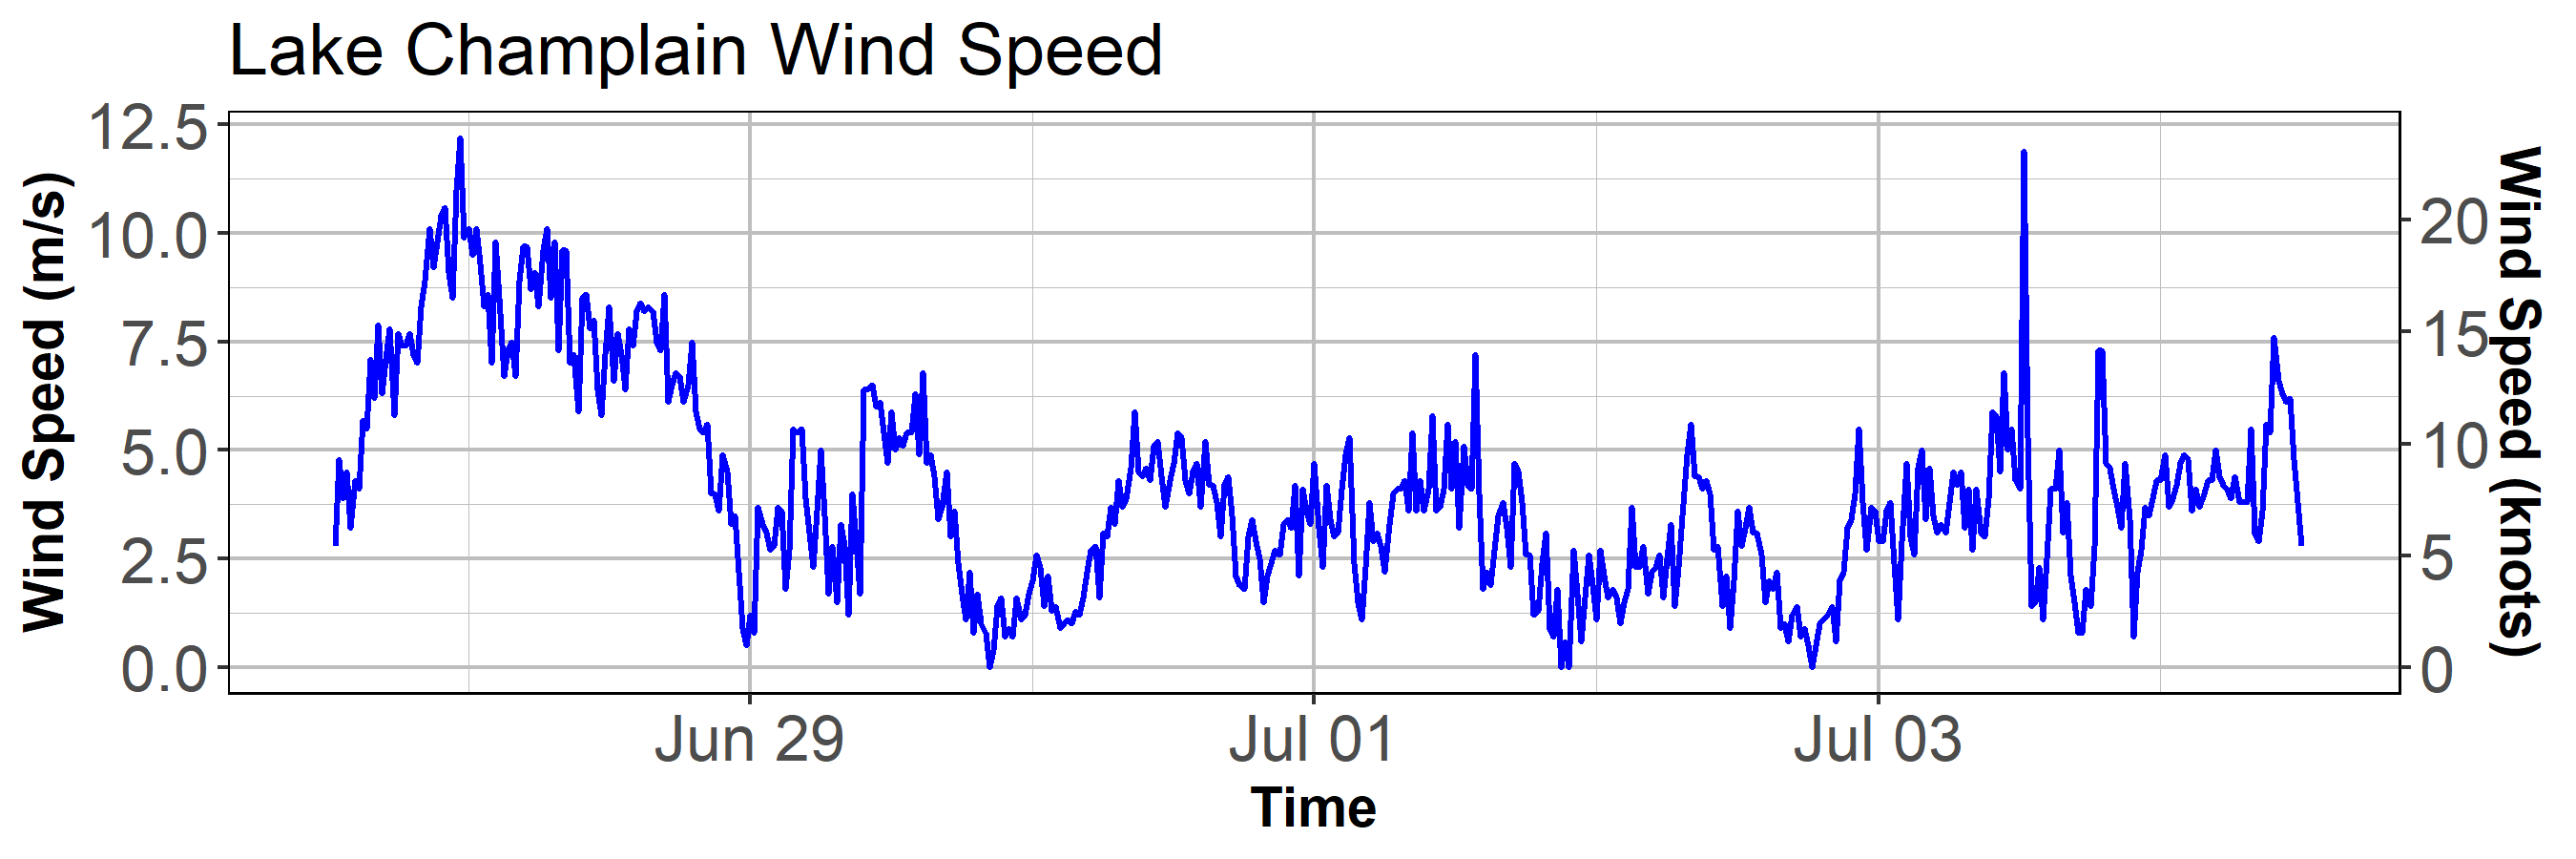 Lake Champlain Wind Speed
Wind Speed (m/s)
12.5
10.0
7.5
5.0
2.5
0.0
20
15
10
5
0
Wind Speed (knots)
Jun 29
Jul 01
Jul 03
Time